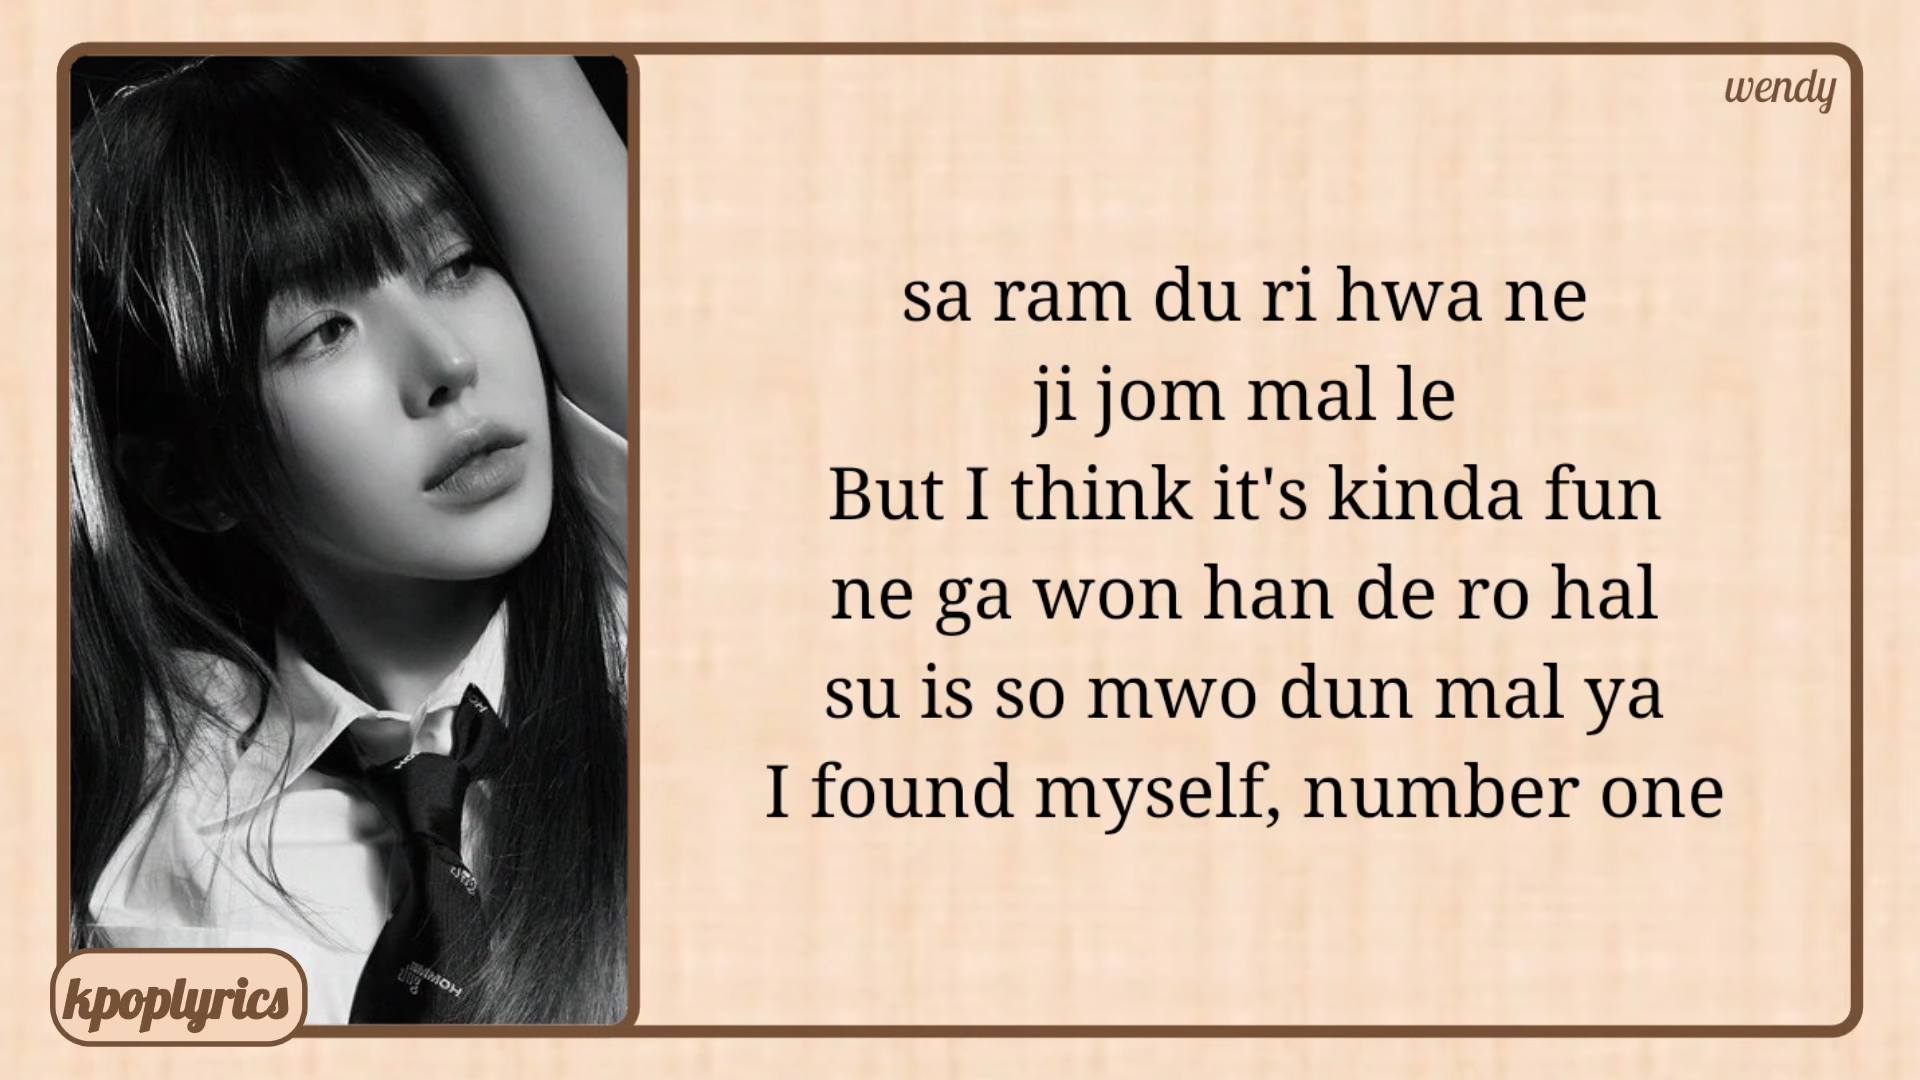 wendy
sa ram du ri hwa ne
ji jom mal le
But I think it's kinda fun
ne ga won han de ro hal
su is so mwo dun mal ya
I found myself, number one
HOMME
kpoplyrics